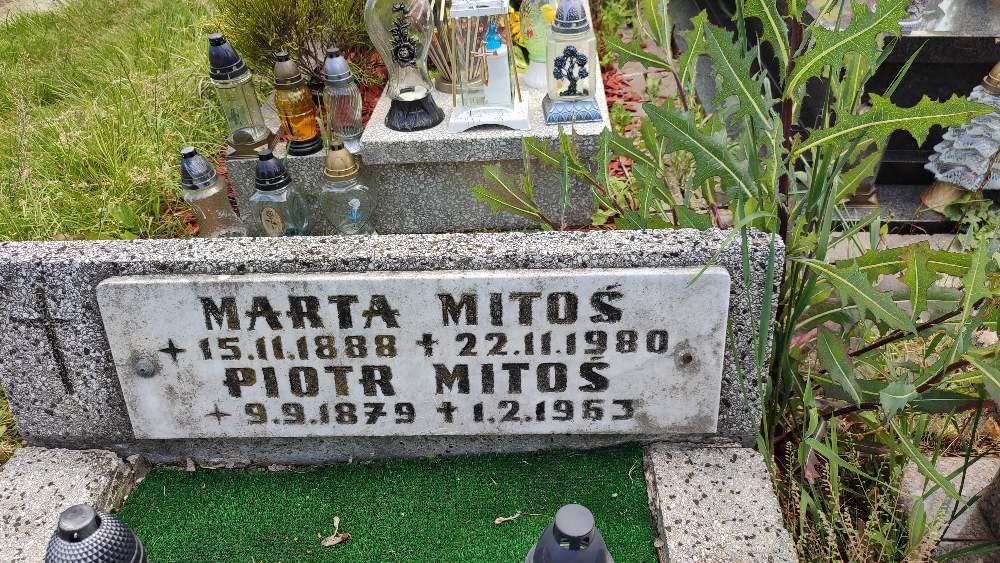 MARTA MITOŚ
15.11.1888 22.11.1980
PIOTR MITOŚ
9.9.1879 1.2.1963